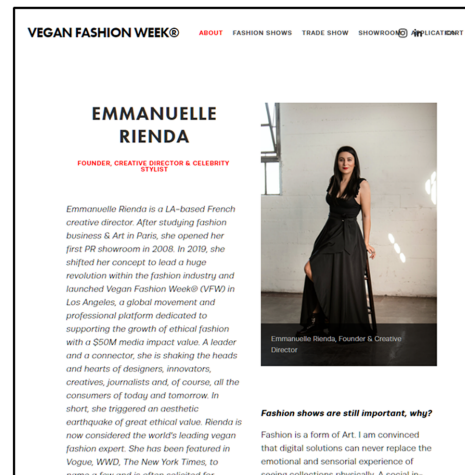 VEGAN FASHION WEEK®
ABOUT FASHION SHOWS TRADE SHOW SHOWROOM APPLICATION CART
EMMANUELLE
RIENDA
FOUNDER, CREATIVE DIRECTOR & CELEBRITY
STYLIST
Emmanuelle Rienda is a LA-based French
creative director. After studying fashion
business & Art in Paris, she opened her
first PR showroom in 2008. In 2019, she
shifted her concept to lead a huge
revolution within the fashion industry and
launched Vegan Fashion Week® (VFW) in
Los Angeles, a global movement and
professional platform dedicated to
supporting the growth of ethical fashion
with a $50M media impact value. A leader
and a connector, she is shaking the heads
and hearts of designers, innovators,
creatives, journalists and, of course, all the
consumers of today and tomorrow. In
short, she triggered an aesthetic
earthquake of great ethical value. Rienda is
now considered the world's leading vegan
fashion expert. She has been featured in
Vogue, WWD, The New York Times, to
name a few and is often solicited for
Emmanuelle Rienda, Founder & Creative
Director
Fashion shows are still important, why?
Fashion is a form of Art. I am convinced
that digital solutions can never replace the
emotional and sensorial experience of
seeing collections physically. A social in-